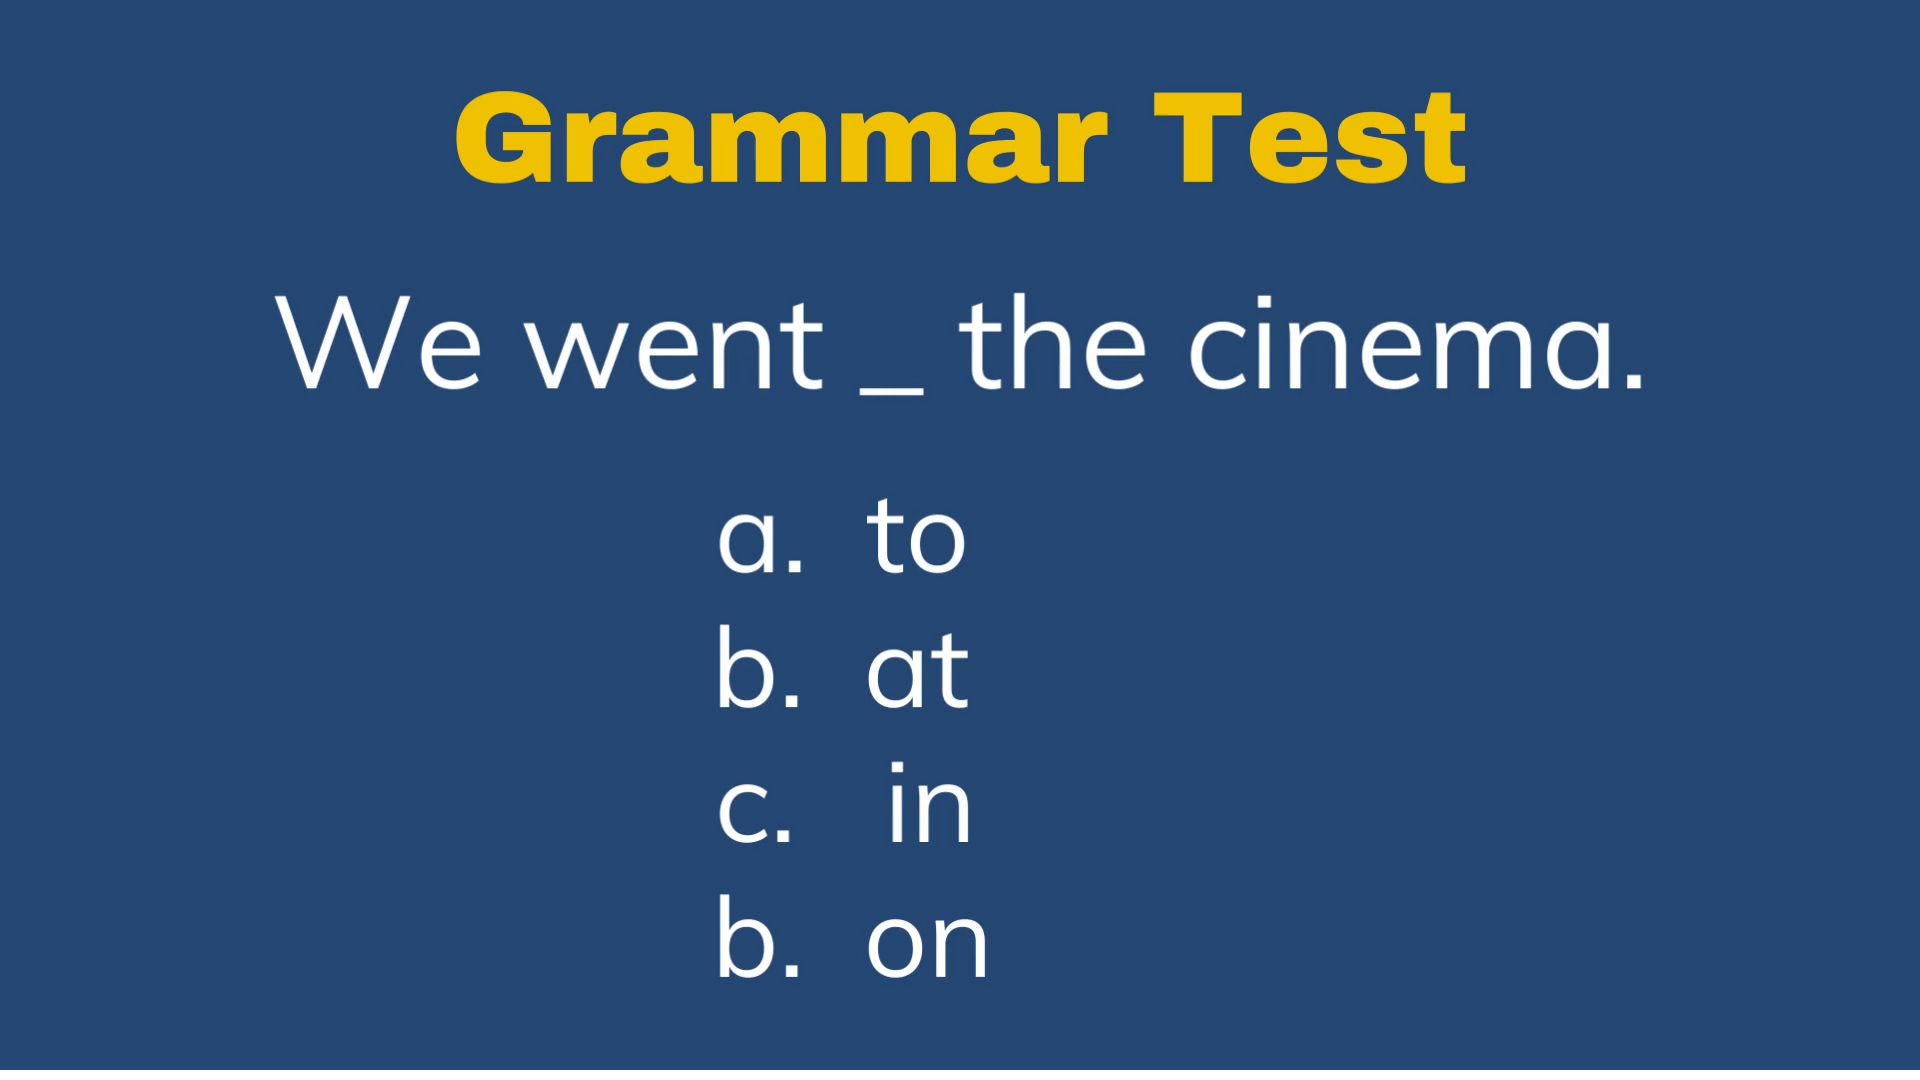 Grammar Test
We went _ the cinema.
a. to
b. at
c. in
b. on